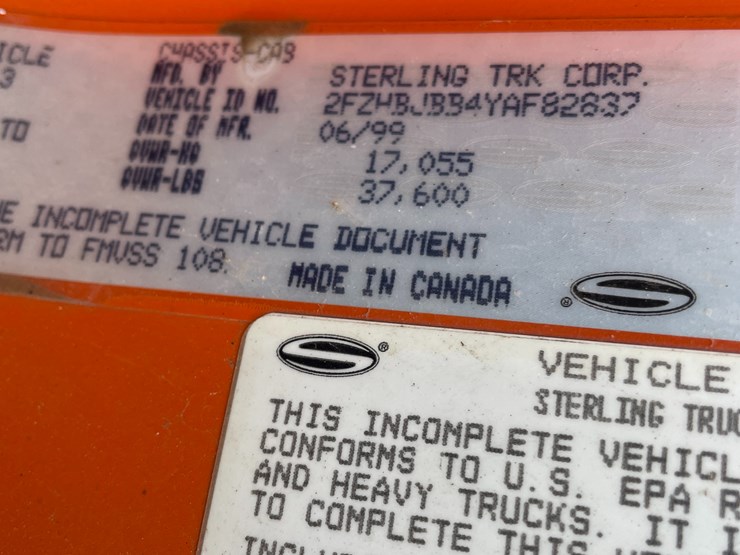 ICLE CHASSIS-CAB
3 MFD. BY STERLING TRK CORP.
VEHICLE ID NO. 2FZHBJBB4YAF82637
TO DATE OF MFR. 06/99
GVWR-KG 17,055
GVWR-LBS 37,600
E INCOMPLETE VEHICLE DOCUMENT
RM TO FMVSS 108.
MADE IN CANADA
®
®
VEHICLE
STERLING TRUC
THIS INCOMPLETE VEHICL
CONFORMS TO U.S. EPA R
AND HEAVY TRUCKS. IT I
TO COMPLETE THIS
INCLU